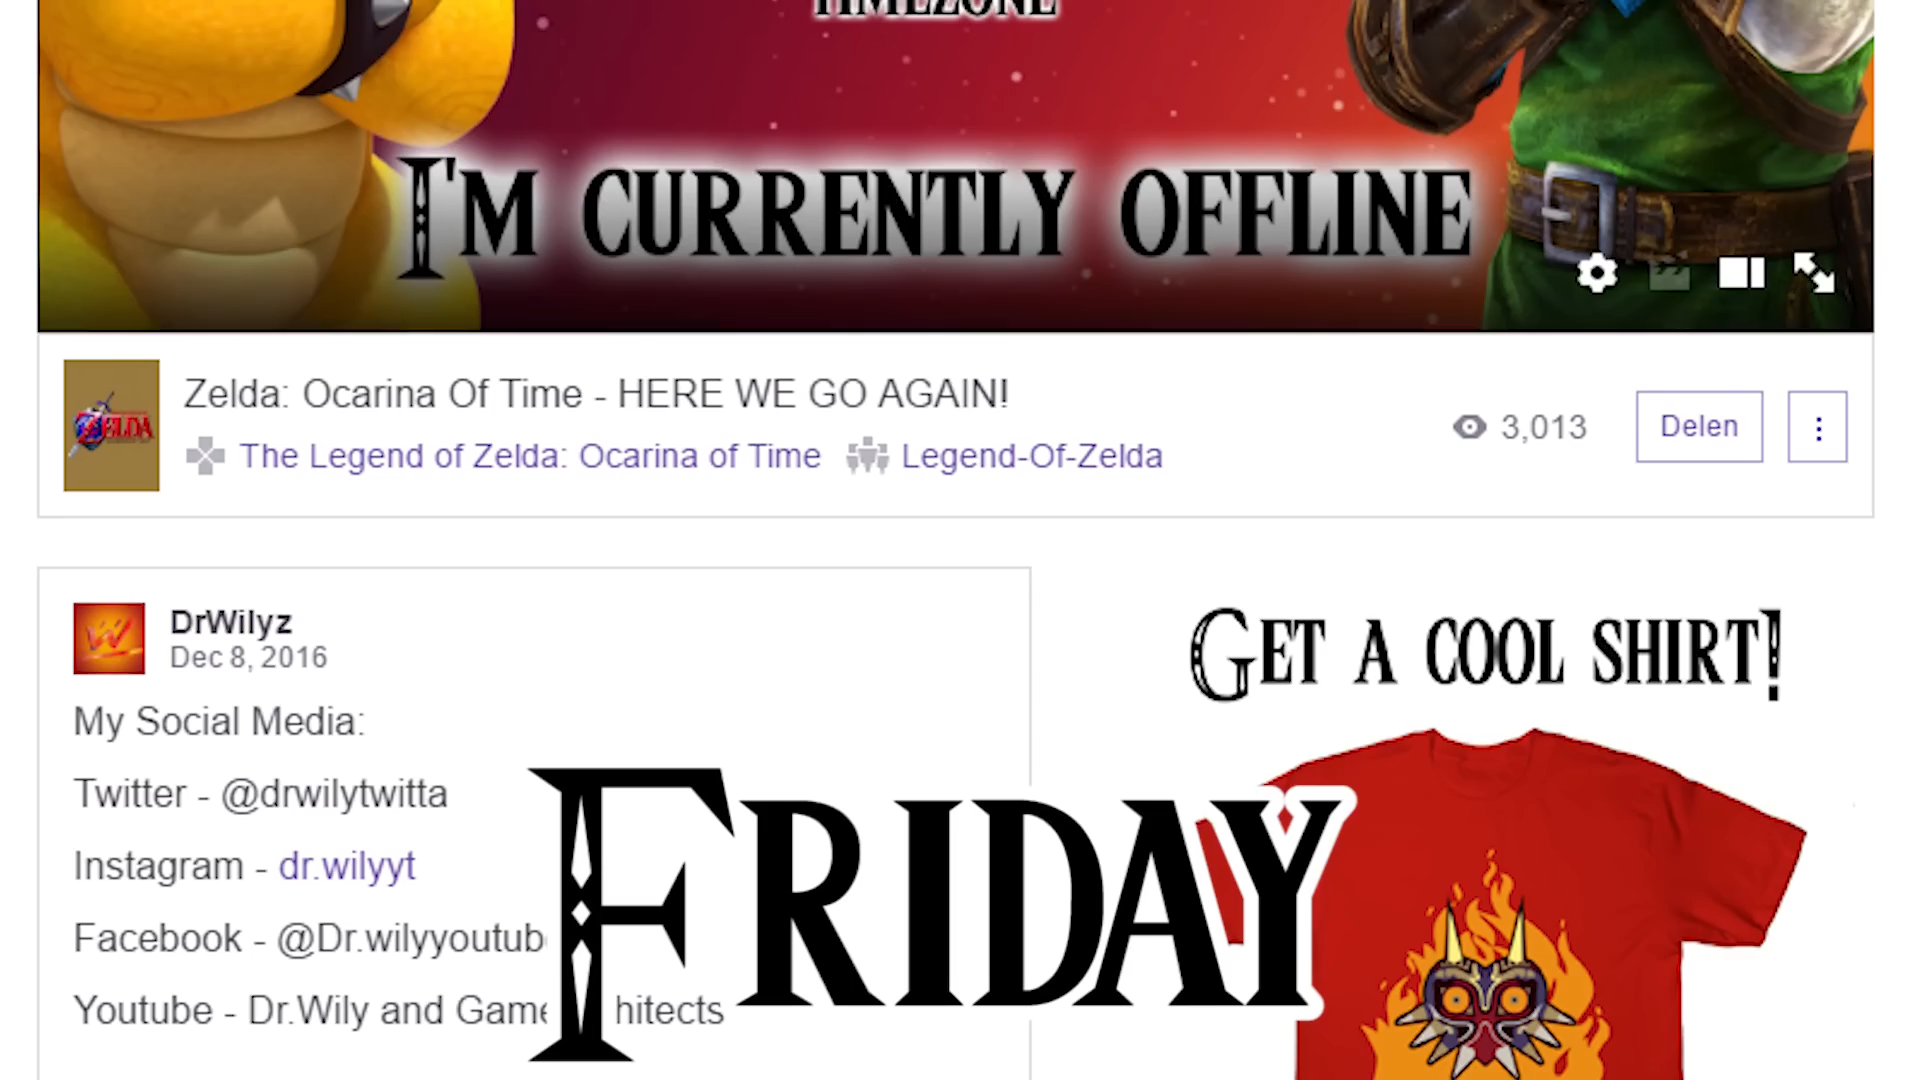 TIMEZONE
I'M CURRENTLY OFFLINE
ZELDA
Zelda: Ocarina Of Time - HERE WE GO AGAIN!
The Legend of Zelda: Ocarina of Time Legend-Of-Zelda
3,013
Delen
W
DrWilyz
Dec 8, 2016
My Social Media:
Twitter - @drwilytwitta
Instagram - dr.wilyyt
Facebook - @Dr.wilyyoutub
Youtube - Dr.Wily and Game hitects
FRIDAY
GET A COOL SHIRT!